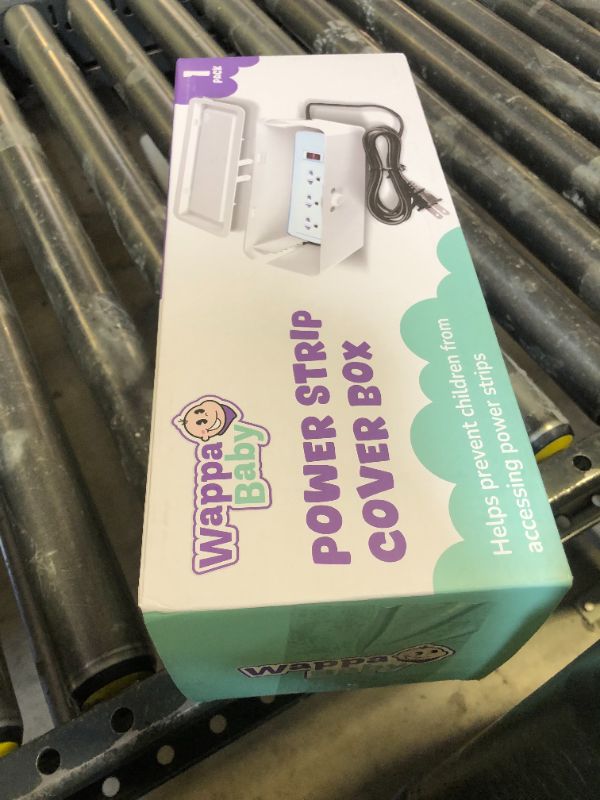 1
PACK
Wappa
Baby
POWER STRIP
COVER BOX
Helps prevent children from
accessing power strips
Wappa
Baby